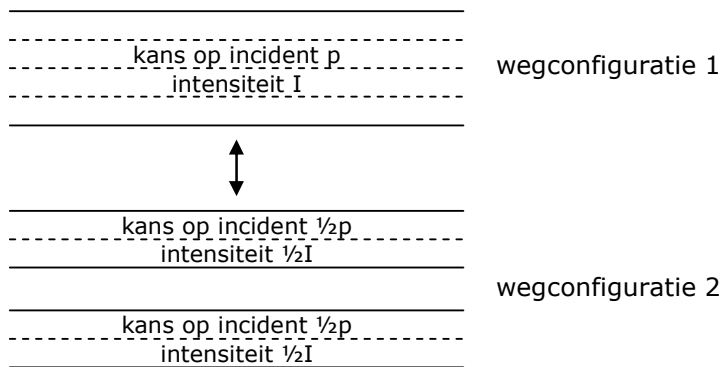 kans op incident p
intensiteit I
wegconfiguratie 1
kans op incident ½p
intensiteit ½I
wegconfiguratie 2
kans op incident ½p
intensiteit ½I